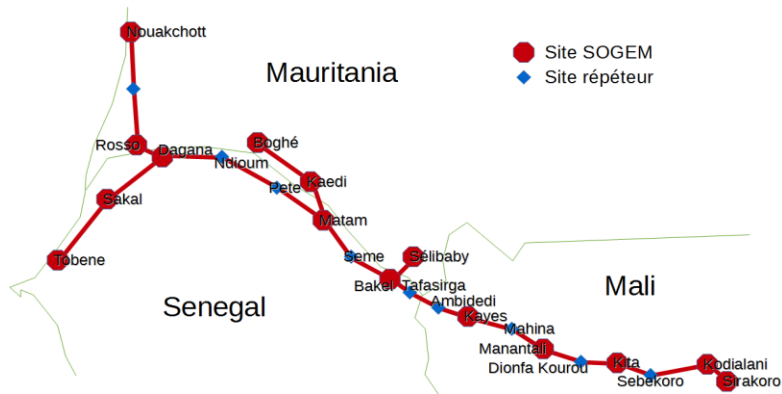 Nouakchott
Site SOGEM
Mauritania
Site répéteur
Rosso
Dagana
Boghé
Ndioum
Pete
Kaedi
Sakal
Matam
Tobene
Seme
Sélibaby
Bakel
Tafasirga
Mali
Senegal
Ambidedi
Kayes
Mahina
Manantali
Dionfa Kourou
Kita
Kodialani
Sebekoro
Sirakoro